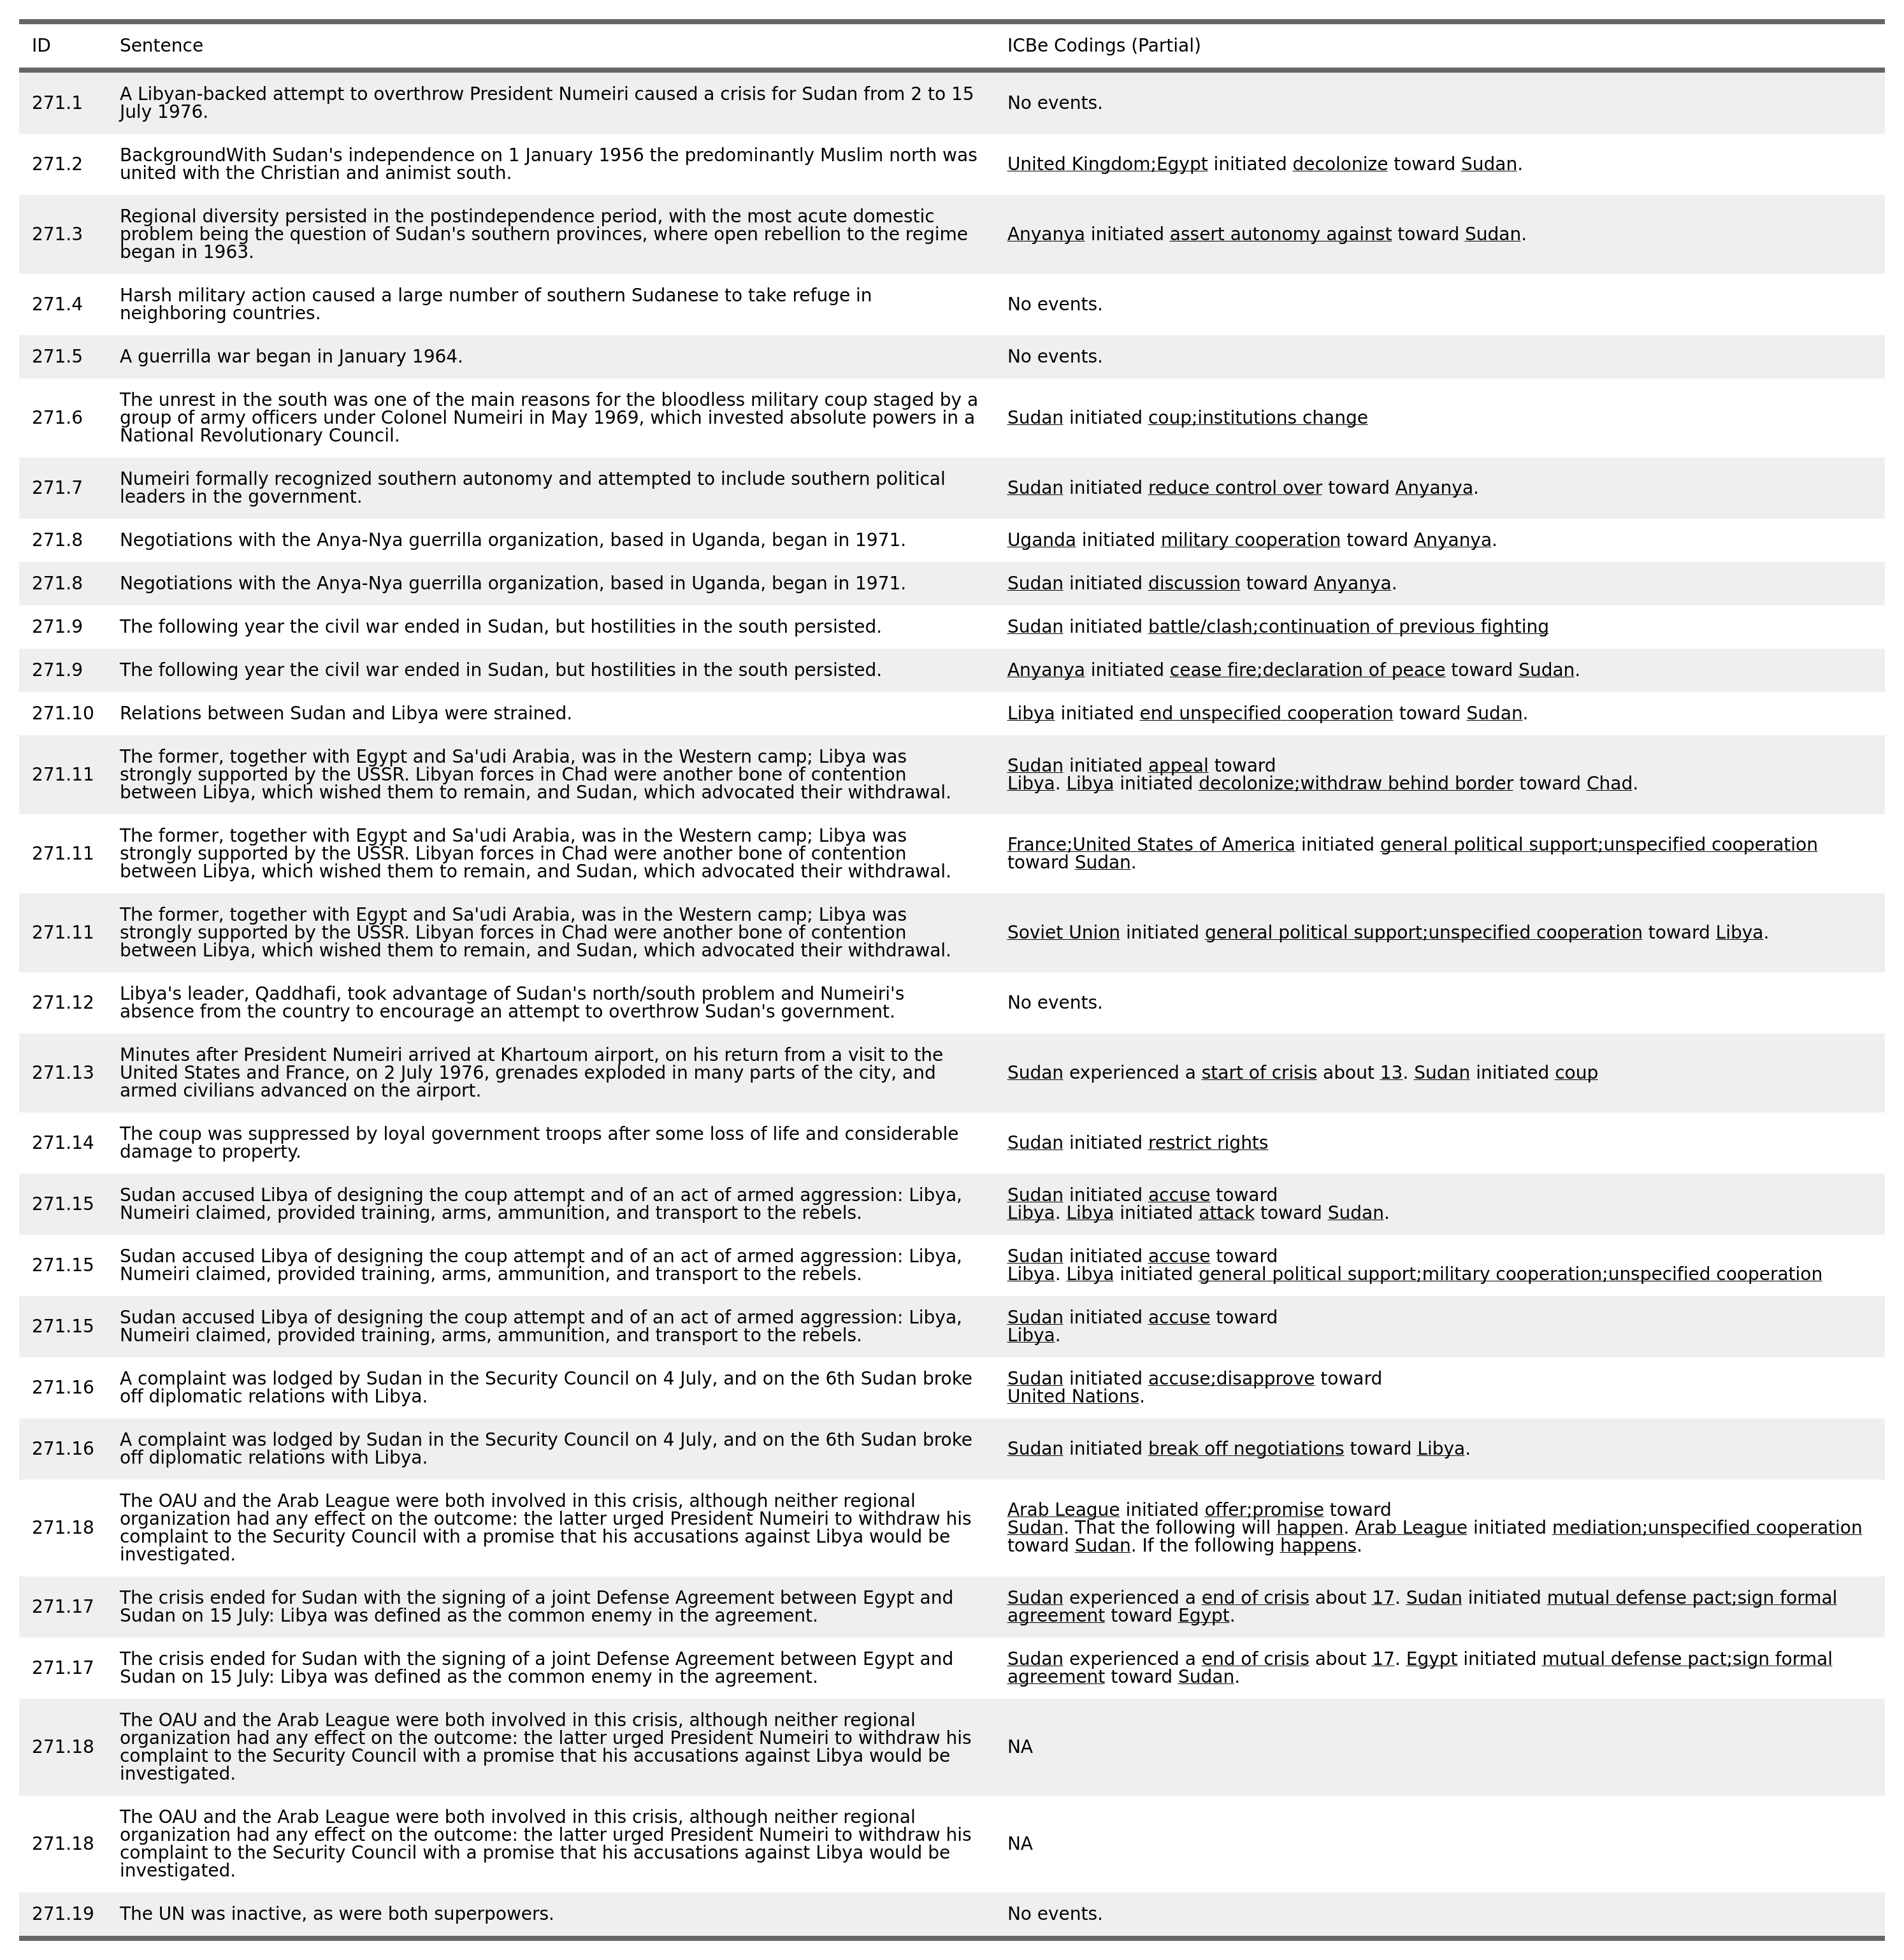 ID Sentence ICBe Codings (Partial)
271.1 A Libyan-backed attempt to overthrow President Numeiri caused a crisis for Sudan from 2 to 15
July 1976.
No events.
271.2 BackgroundWith Sudan's independence on 1 January 1956 the predominantly Muslim north was
united with the Christian and animist south.
United Kingdom;Egypt initiated decolonize toward Sudan.
271.3 Regional diversity persisted in the postindependence period, with the most acute domestic
problem being the question of Sudan's southern provinces, where open rebellion to the regime
began in 1963.
Anyanya initiated assert autonomy against toward Sudan.
271.4 Harsh military action caused a large number of southern Sudanese to take refuge in
neighboring countries.
No events.
271.5 A guerrilla war began in January 1964.
No events.
271.6 The unrest in the south was one of the main reasons for the bloodless military coup staged by a
group of army officers under Colonel Numeiri in May 1969, which invested absolute powers in a
National Revolutionary Council.
Sudan initiated coup;institutions change
271.7 Numeiri formally recognized southern autonomy and attempted to include southern political
leaders in the government.
Sudan initiated reduce control over toward Anyanya.
271.8 Negotiations with the Anya-Nya guerrilla organization, based in Uganda, began in 1971.
Uganda initiated military cooperation toward Anyanya.
271.8 Negotiations with the Anya-Nya guerrilla organization, based in Uganda, began in 1971.
Sudan initiated discussion toward Anyanya.
271.9 The following year the civil war ended in Sudan, but hostilities in the south persisted.
Sudan initiated battle/clash;continuation of previous fighting
271.9 The following year the civil war ended in Sudan, but hostilities in the south persisted.
Anyanya initiated cease fire;declaration of peace toward Sudan.
271.10 Relations between Sudan and Libya were strained.
Libya initiated end unspecified cooperation toward Sudan.
271.11 The former, together with Egypt and Sa'udi Arabia, was in the Western camp; Libya was
strongly supported by the USSR. Libyan forces in Chad were another bone of contention
between Libya, which wished them to remain, and Sudan, which advocated their withdrawal.
Sudan initiated appeal toward
Libya. Libya initiated decolonize;withdraw behind border toward Chad.
271.11 The former, together with Egypt and Sa'udi Arabia, was in the Western camp; Libya was
strongly supported by the USSR. Libyan forces in Chad were another bone of contention
between Libya, which wished them to remain, and Sudan, which advocated their withdrawal.
France;United States of America initiated general political support;unspecified cooperation
toward Sudan.
271.11 The former, together with Egypt and Sa'udi Arabia, was in the Western camp; Libya was
strongly supported by the USSR. Libyan forces in Chad were another bone of contention
between Libya, which wished them to remain, and Sudan, which advocated their withdrawal.
Soviet Union initiated general political support;unspecified cooperation toward Libya.
271.12 Libya's leader, Qaddhafi, took advantage of Sudan's north/south problem and Numeiri's
absence from the country to encourage an attempt to overthrow Sudan's government.
No events.
271.13 Minutes after President Numeiri arrived at Khartoum airport, on his return from a visit to the
United States and France, on 2 July 1976, grenades exploded in many parts of the city, and
armed civilians advanced on the airport.
Sudan experienced a start of crisis about 13. Sudan initiated coup
271.14 The coup was suppressed by loyal government troops after some loss of life and considerable
damage to property.
Sudan initiated restrict rights
271.15 Sudan accused Libya of designing the coup attempt and of an act of armed aggression: Libya,
Numeiri claimed, provided training, arms, ammunition, and transport to the rebels.
Sudan initiated accuse toward
Libya. Libya initiated attack toward Sudan.
271.15 Sudan accused Libya of designing the coup attempt and of an act of armed aggression: Libya,
Numeiri claimed, provided training, arms, ammunition, and transport to the rebels.
Sudan initiated accuse toward
Libya. Libya initiated general political support;military cooperation;unspecified cooperation
271.15 Sudan accused Libya of designing the coup attempt and of an act of armed aggression: Libya,
Numeiri claimed, provided training, arms, ammunition, and transport to the rebels.
Sudan initiated accuse toward
Libya.
271.16 A complaint was lodged by Sudan in the Security Council on 4 July, and on the 6th Sudan broke
off diplomatic relations with Libya.
Sudan initiated accuse;disapprove toward
United Nations.
271.16 A complaint was lodged by Sudan in the Security Council on 4 July, and on the 6th Sudan broke
off diplomatic relations with Libya.
Sudan initiated break off negotiations toward Libya.
271.18 The OAU and the Arab League were both involved in this crisis, although neither regional
organization had any effect on the outcome: the latter urged President Numeiri to withdraw his
complaint to the Security Council with a promise that his accusations against Libya would be
investigated.
Arab League initiated offer;promise toward
Sudan. That the following will happen. Arab League initiated mediation;unspecified cooperation
toward Sudan. If the following happens.
271.17 The crisis ended for Sudan with the signing of a joint Defense Agreement between Egypt and
Sudan on 15 July: Libya was defined as the common enemy in the agreement.
Sudan experienced a end of crisis about 17. Sudan initiated mutual defense pact;sign formal
agreement toward Egypt.
271.17 The crisis ended for Sudan with the signing of a joint Defense Agreement between Egypt and
Sudan on 15 July: Libya was defined as the common enemy in the agreement.
Sudan experienced a end of crisis about 17. Egypt initiated mutual defense pact;sign formal
agreement toward Sudan.
271.18 The OAU and the Arab League were both involved in this crisis, although neither regional
organization had any effect on the outcome: the latter urged President Numeiri to withdraw his
complaint to the Security Council with a promise that his accusations against Libya would be
investigated.
NA
271.18 The OAU and the Arab League were both involved in this crisis, although neither regional
organization had any effect on the outcome: the latter urged President Numeiri to withdraw his
complaint to the Security Council with a promise that his accusations against Libya would be
investigated.
NA
271.19 The UN was inactive, as were both superpowers.
No events.